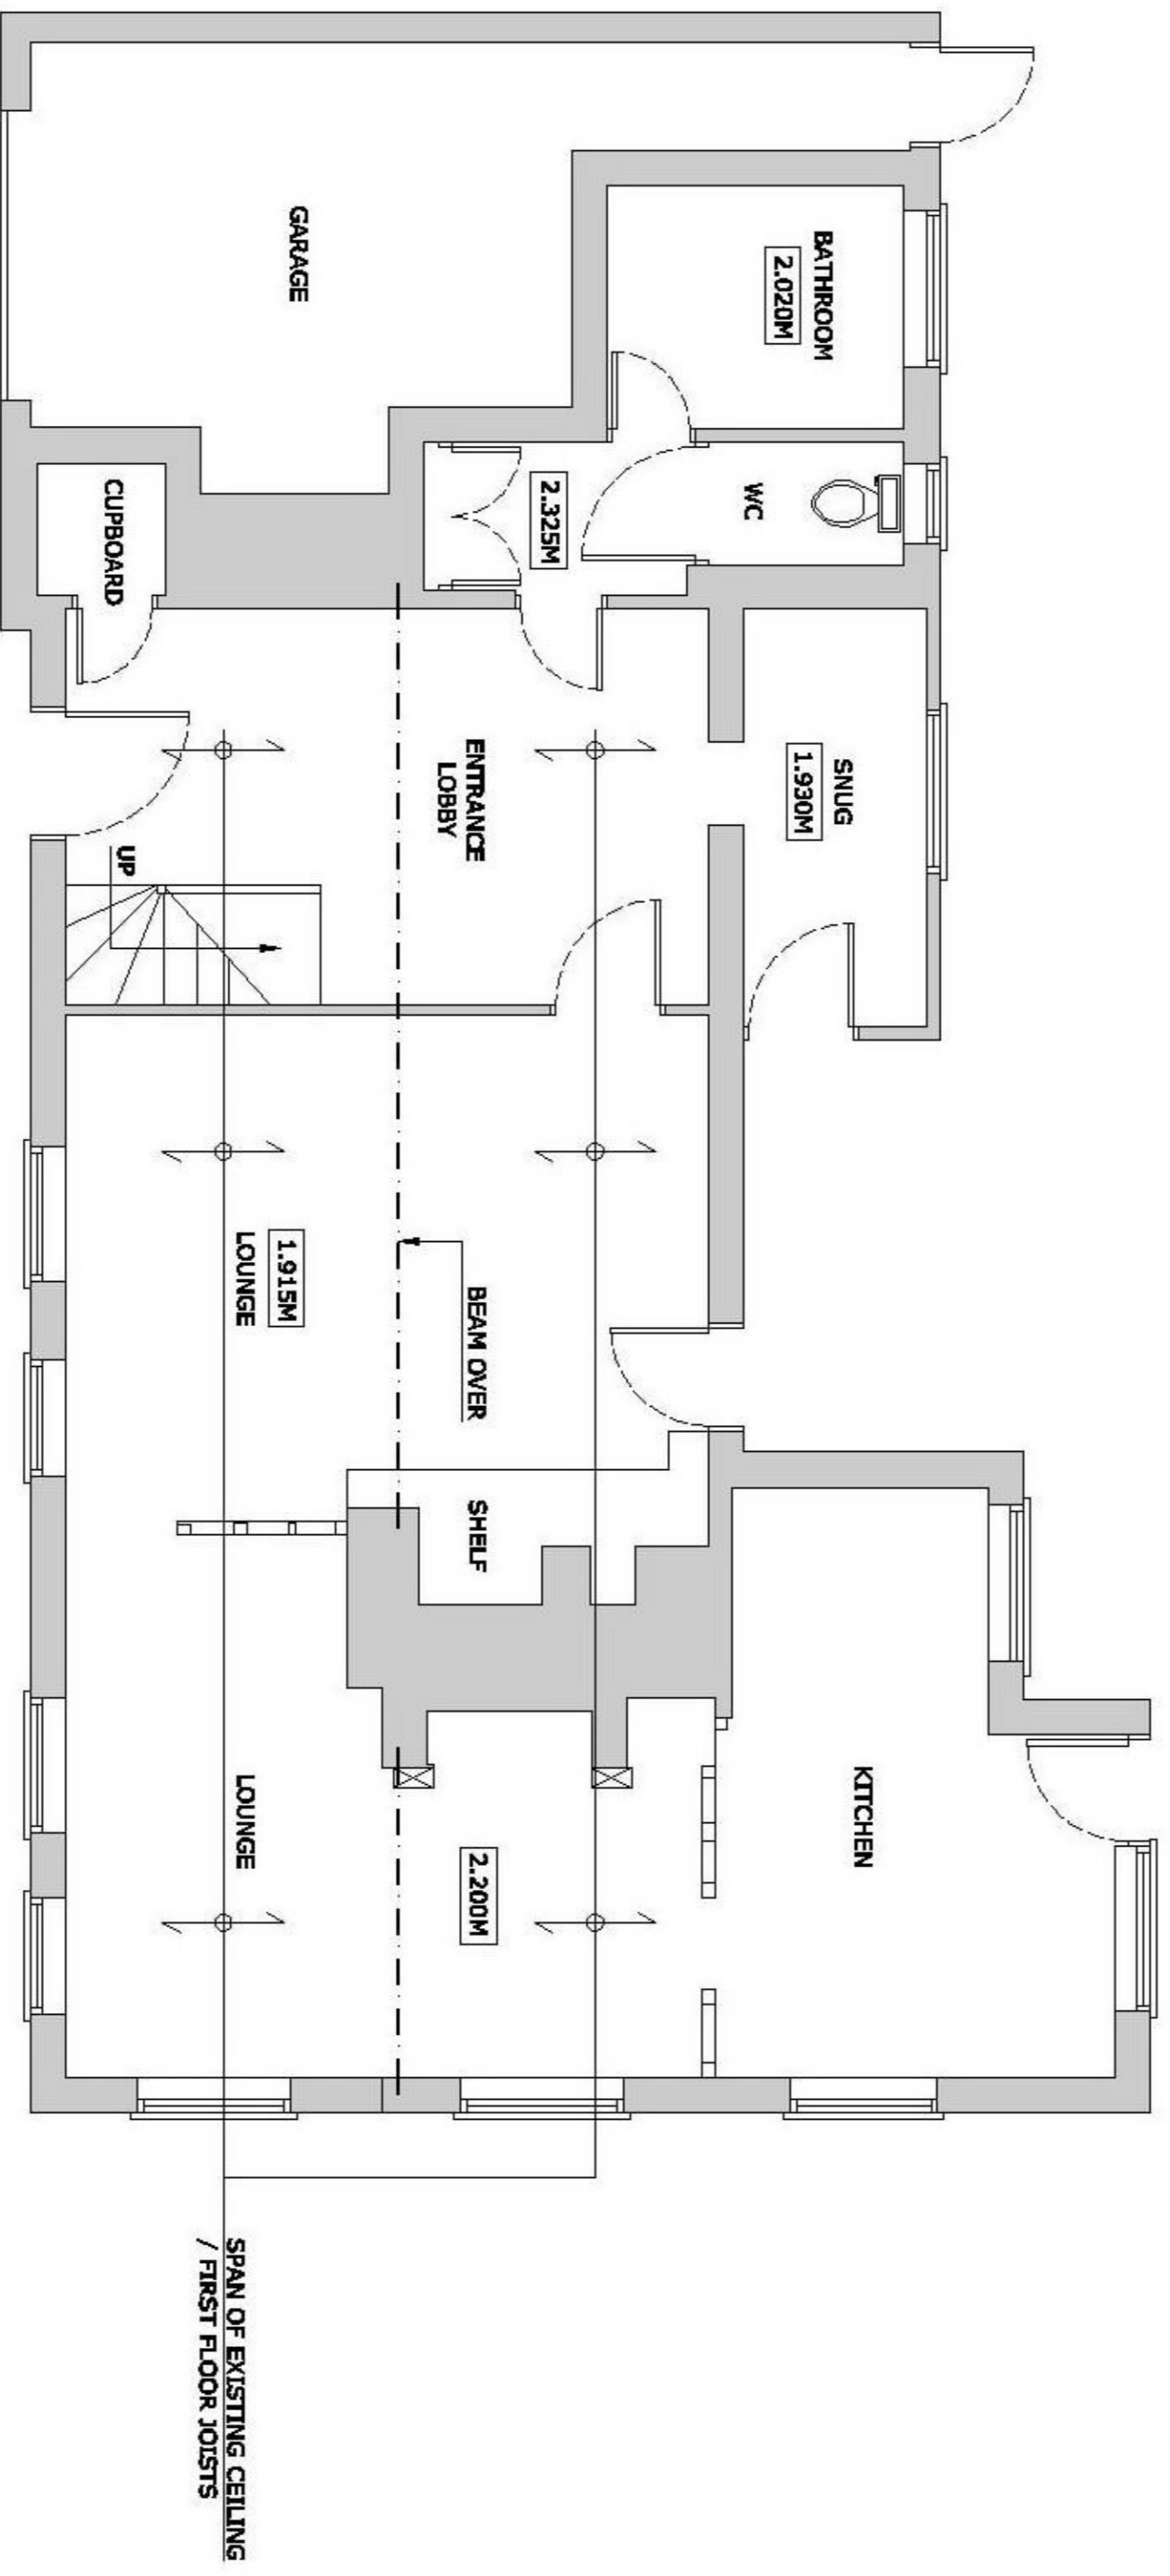 GARAGE
BATHROOM
2.020M
CUPBOARD
2.325M
WC
SNUG
1.930M
ENTRANCE
LOBBY
UP
1.915M
LOUNGE
BEAM OVER
SHELF
KITCHEN
2.200M
LOUNGE
SPAN OF EXISTING CEILING
/ FIRST FLOOR JOISTS